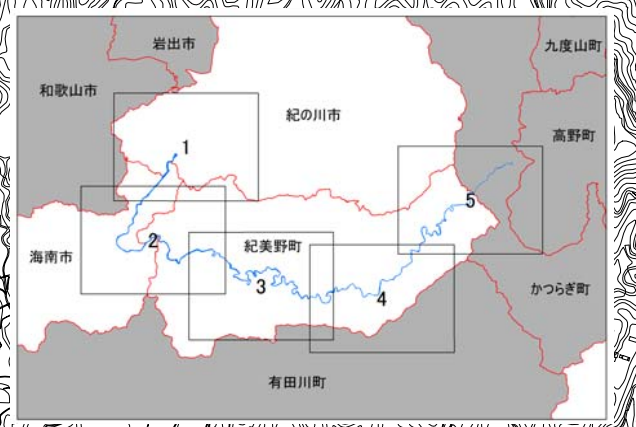 岩出市
九度山町
和歌山市
紀の川市
高野町
1
5
海南市
2
紀美野町
3
4
かつらぎ町
有田川町